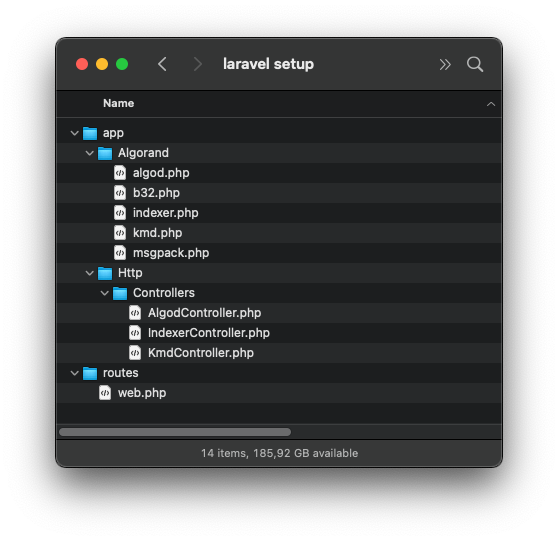 laravel setup
Name
app
Algorand
algod.php
b32.php
indexer.php
kmd.php
msgpack.php
Http
Controllers
AlgodController.php
IndexerController.php
KmdController.php
routes
web.php
14 items, 185,92 GB available